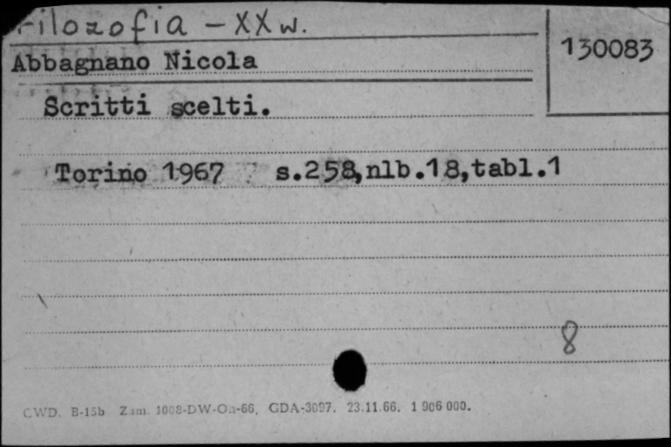 Filozofia - XX w.
130083
Abbagnano Nicola
Scritti scelti.
Torino 1967 s.258,nlb.18,tabl.1
8
CWD. B-15b Zam. 1008-DW-On-66, GDA-3097. 23.11.66. 1 906 000.